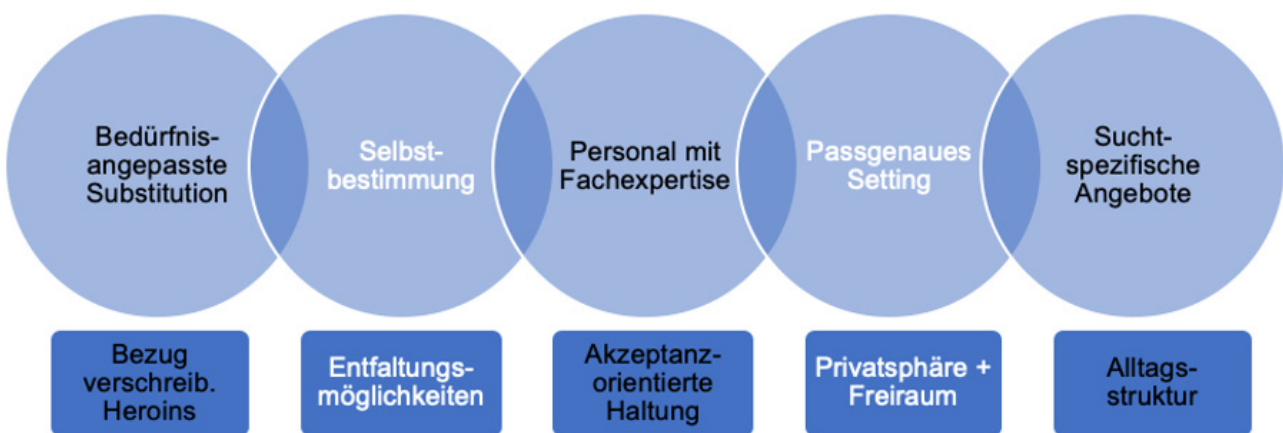 Bedürfnis-
angepasste
Substitution
Selbst-
bestimmung
Personal mit
Fachexpertise
Passgenaues
Setting
Sucht-
spezifische
Angebote
Bezug
verschreib.
Heroins
Entfaltungs-
möglichkeiten
Akzeptanz-
orientierte
Haltung
Privatsphäre +
Freiraum
Alltags-
struktur